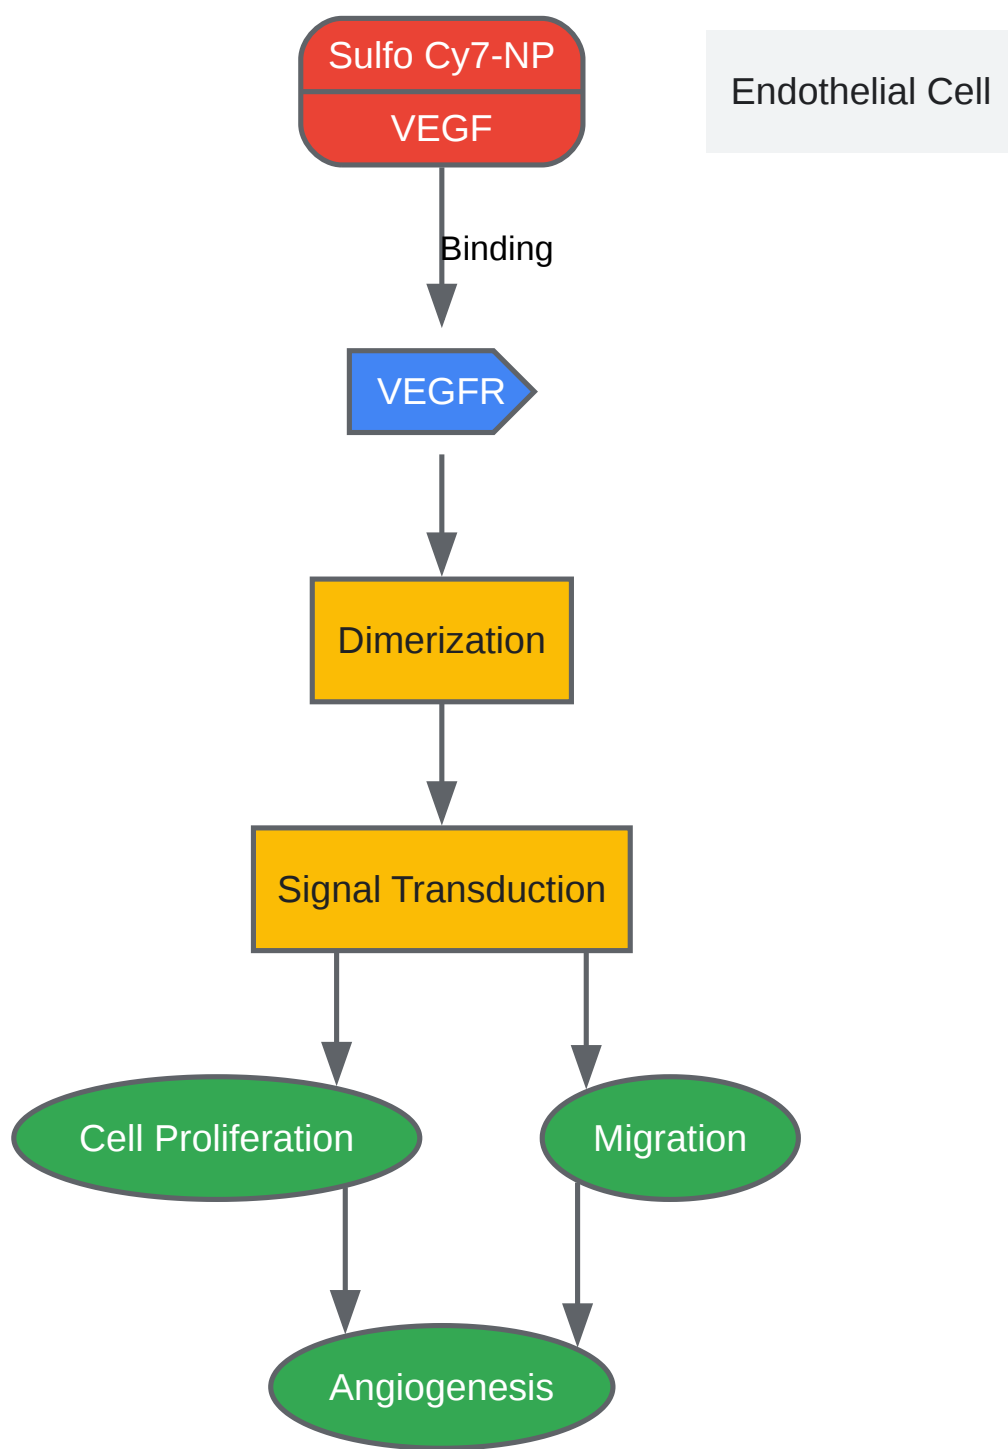 Sulfo Cy7-NP
VEGF
Endothelial Cell
Binding
VEGFR
Dimerization
Signal Transduction
Cell Proliferation
Migration
Angiogenesis